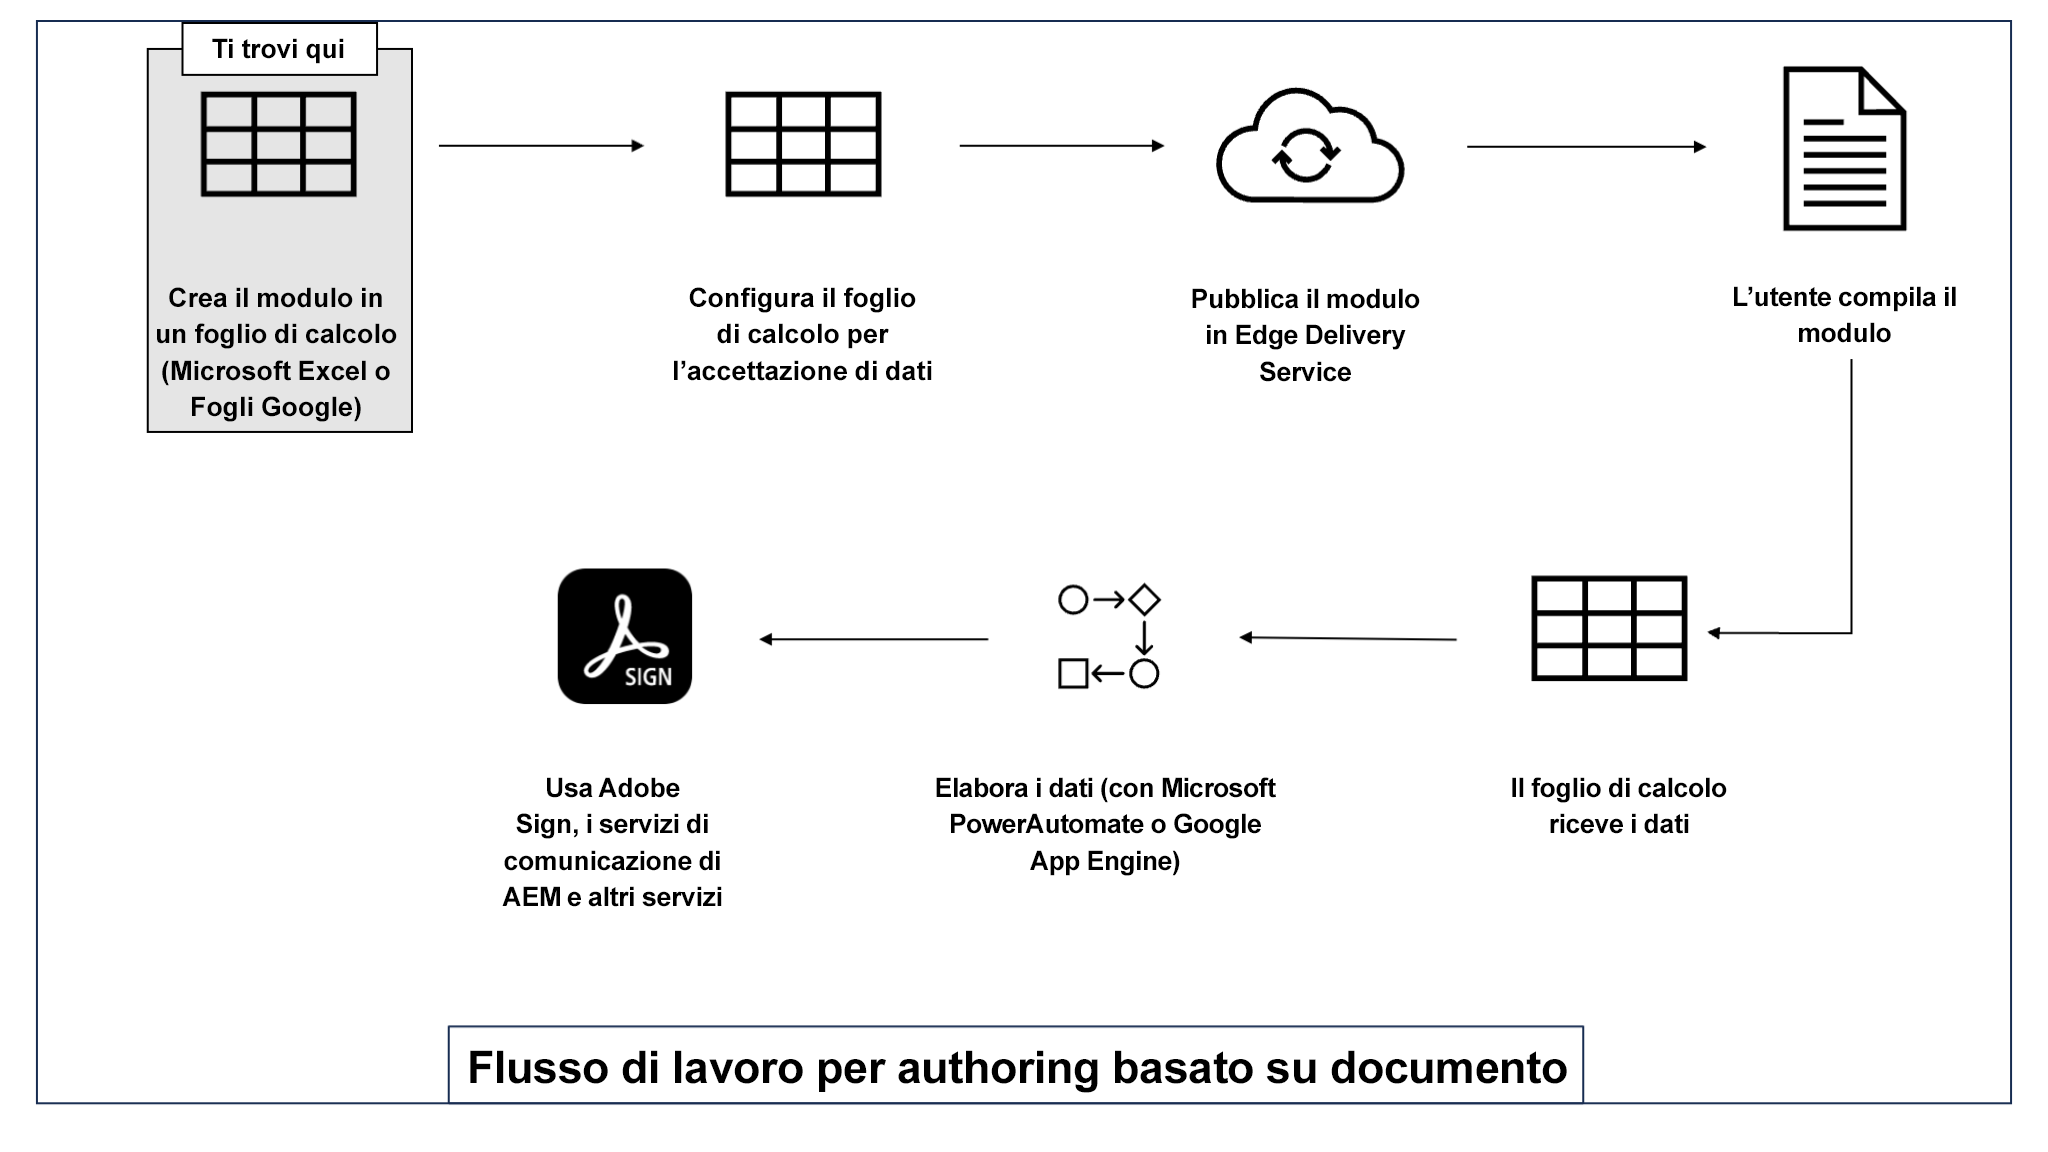 Ti trovi qui
Crea il modulo in
un foglio di calcolo
(Microsoft Excel o
Fogli Google)
Configura il foglio
di calcolo per
l’accettazione di dati
Pubblica il modulo
in Edge Delivery
Service
L’utente compila il
modulo
SIGN
Usa Adobe
Sign, i servizi di
comunicazione di
AEM e altri servizi
Elabora i dati (con Microsoft
PowerAutomate o Google
App Engine)
Il foglio di calcolo
riceve i dati
Flusso di lavoro per authoring basato su documento